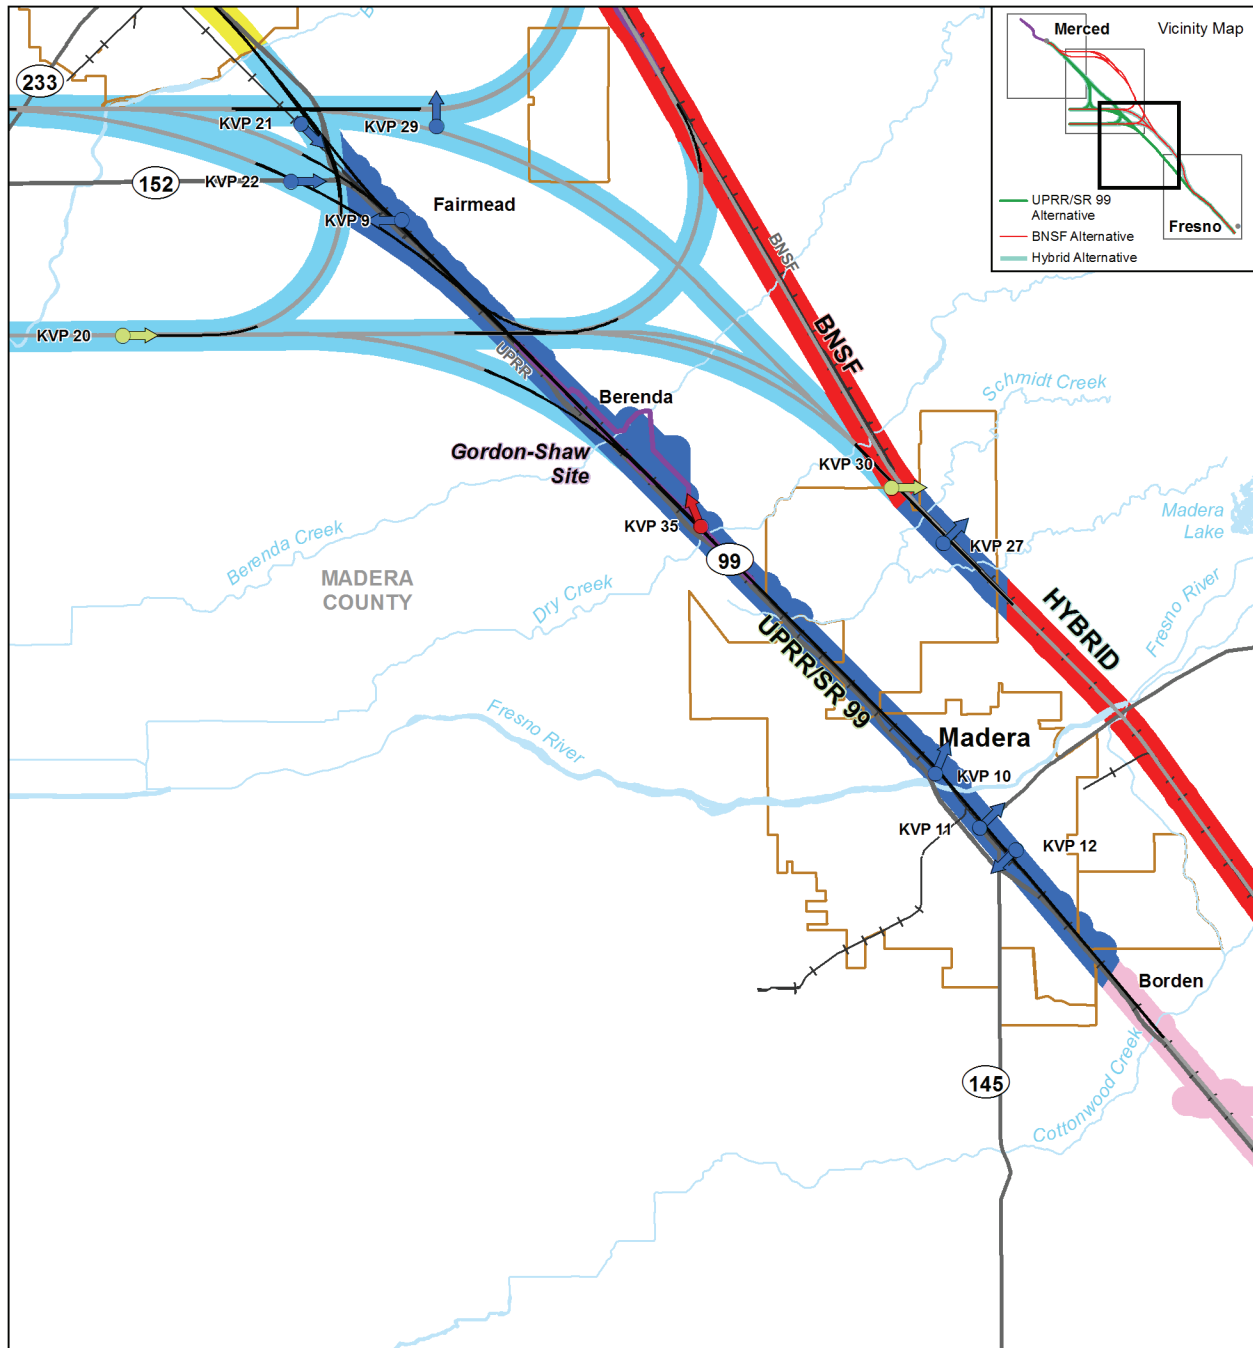 Merced
Vicinity Map
UPRR/SR 99
Alternative
BNSF Alternative
Fresno
Hybrid Alternative
233
KVP 21
KVP 29
152
KVP 22
KVP 9
Fairmead
BNSF
KVP 20
UPRR
BNSF
Berenda
Schmidt Creek
Gordon-Shaw
Site
KVP 30
Madera
Lake
KVP 35
KVP 27
99
Berenda Creek
MADERA
COUNTY
Dry Creek
HYBRID
Fresno River
UPRR/SR 99
Fresno River
Madera
KVP 10
KVP 11
KVP 12
Borden
145
Cottonwood Creek